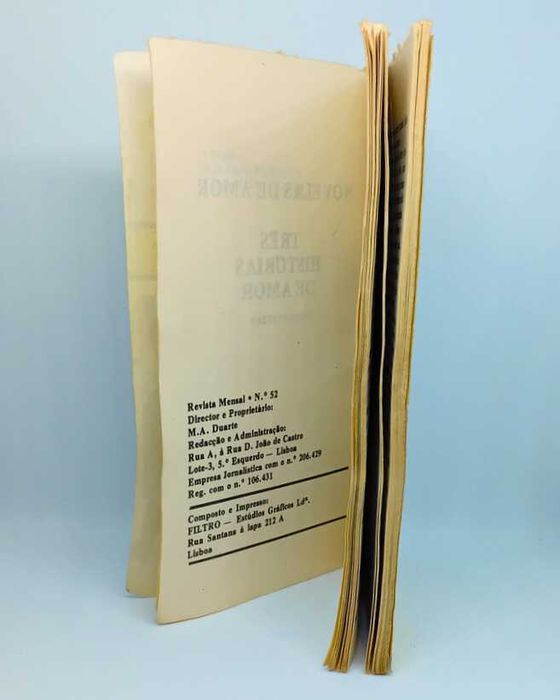 NOVELAS DE AMOR
TRÊS
HISTÓRIAS
DE AMOR
Revista Mensal • N.º 52
Director e Proprietário:
M.A. Duarte
Redacção e Administração:
Rua A, à Rua D. João de Castro
Lote-3, 5.º Esquerdo — Lisboa
Empresa Jornalística com o n.º 206.429
Reg. com o n.º 106.431
Composto e Impresso:
FILTRO — Estúdios Gráficos Ldª.
Rua Santana à lapa 212 A
Lisboa